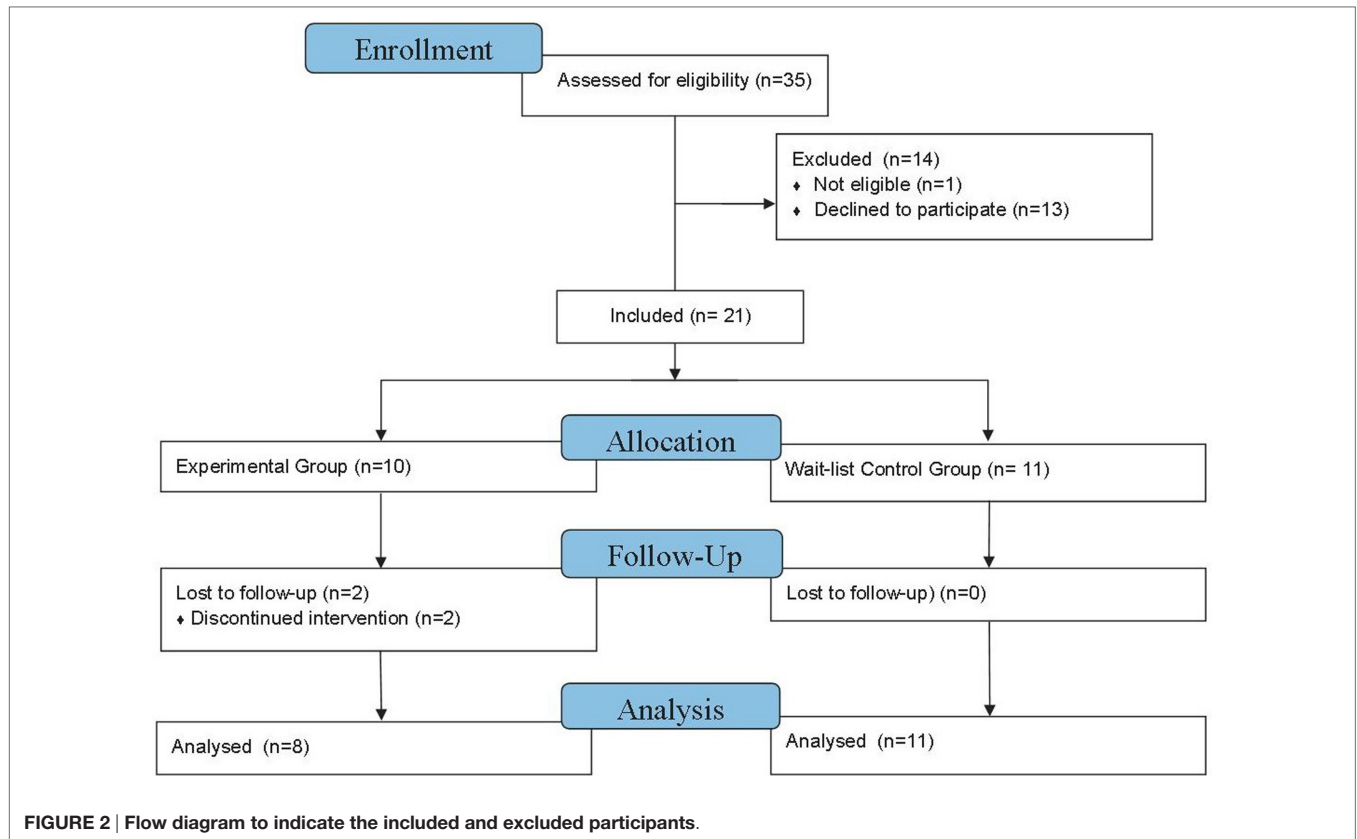 Enrollment
Assessed for eligibility (n=35)
Excluded (n=14)
♦ Not eligible (n=1)
♦ Declined to participate (n=13)
Included (n= 21)
Allocation
Experimental Group (n=10)
Wait-list Control Group (n= 11)
Follow-Up
Lost to follow-up (n=2)
♦ Discontinued intervention (n=2)
Lost to follow-up) (n=0)
Analysis
Analysed (n=8)
Analysed (n=11)
FIGURE 2 | Flow diagram to indicate the included and excluded participants.